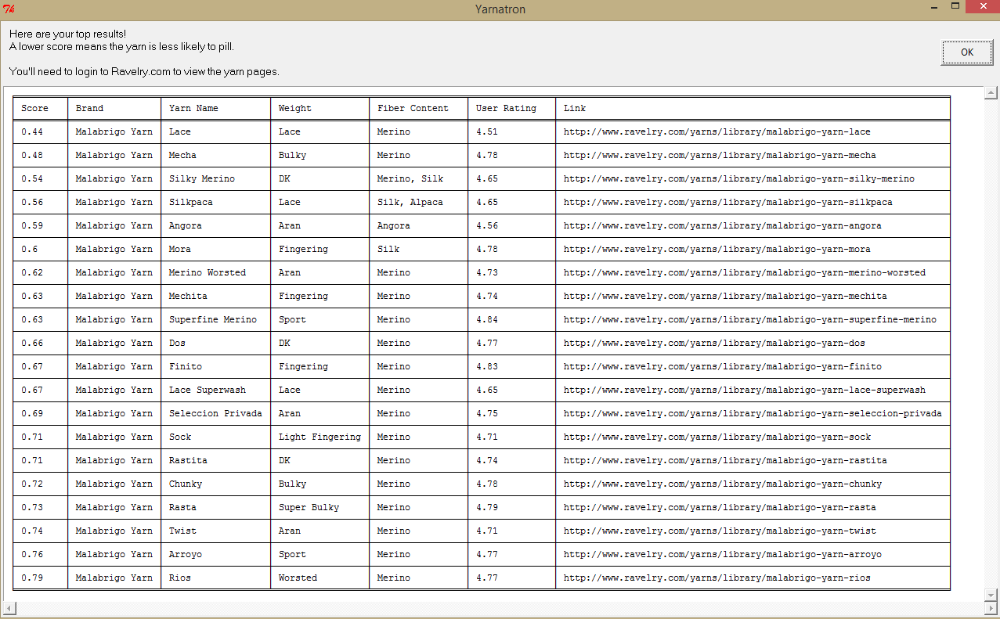 Yarnatron
Here are your top results!
A lower score means the yarn is less likely to pill.
OK
You'll need to login to Ravelry.com to view the yarn pages.
Score Brand Yarn Name Weight Fiber Content User Rating Link
0.44 Malabrigo Yarn Lace Lace Merino 4.51 http://www.ravelry.com/yarns/library/malabrigo-yarn-lace
0.48 Malabrigo Yarn Mecha Bulky Merino 4.78 http://www.ravelry.com/yarns/library/malabrigo-yarn-mecha
0.54 Malabrigo Yarn Silky Merino DK Merino, Silk 4.65 http://www.ravelry.com/yarns/library/malabrigo-yarn-silky-merino
0.56 Malabrigo Yarn Silkpaca Lace Silk, Alpaca 4.65 http://www.ravelry.com/yarns/library/malabrigo-yarn-silkpaca
0.59 Malabrigo Yarn Angora Aran Angora 4.56 http://www.ravelry.com/yarns/library/malabrigo-yarn-angora
0.6 Malabrigo Yarn Mora Fingering Silk 4.78 http://www.ravelry.com/yarns/library/malabrigo-yarn-mora
0.62 Malabrigo Yarn Merino Worsted Aran Merino 4.73 http://www.ravelry.com/yarns/library/malabrigo-yarn-merino-worsted
0.63 Malabrigo Yarn Mechita Fingering Merino 4.74 http://www.ravelry.com/yarns/library/malabrigo-yarn-mechita
0.63 Malabrigo Yarn Superfine Merino Sport Merino 4.84 http://www.ravelry.com/yarns/library/malabrigo-yarn-superfine-merino
0.66 Malabrigo Yarn Dos DK Merino 4.77 http://www.ravelry.com/yarns/library/malabrigo-yarn-dos
0.67 Malabrigo Yarn Finito Fingering Merino 4.83 http://www.ravelry.com/yarns/library/malabrigo-yarn-finito
0.67 Malabrigo Yarn Lace Superwash Lace Merino 4.65 http://www.ravelry.com/yarns/library/malabrigo-yarn-lace-superwash
0.69 Malabrigo Yarn Seleccion Privada Aran Merino 4.75 http://www.ravelry.com/yarns/library/malabrigo-yarn-seleccion-privada
0.71 Malabrigo Yarn Sock Light Fingering Merino 4.71 http://www.ravelry.com/yarns/library/malabrigo-yarn-sock
0.71 Malabrigo Yarn Rastita DK Merino 4.74 http://www.ravelry.com/yarns/library/malabrigo-yarn-rastita
0.72 Malabrigo Yarn Chunky Bulky Merino 4.78 http://www.ravelry.com/yarns/library/malabrigo-yarn-chunky
0.73 Malabrigo Yarn Rasta Super Bulky Merino 4.79 http://www.ravelry.com/yarns/library/malabrigo-yarn-rasta
0.74 Malabrigo Yarn Twist Aran Merino 4.71 http://www.ravelry.com/yarns/library/malabrigo-yarn-twist
0.76 Malabrigo Yarn Arroyo Sport Merino 4.77 http://www.ravelry.com/yarns/library/malabrigo-yarn-arroyo
0.79 Malabrigo Yarn Rios Worsted Merino 4.77 http://www.ravelry.com/yarns/library/malabrigo-yarn-rios